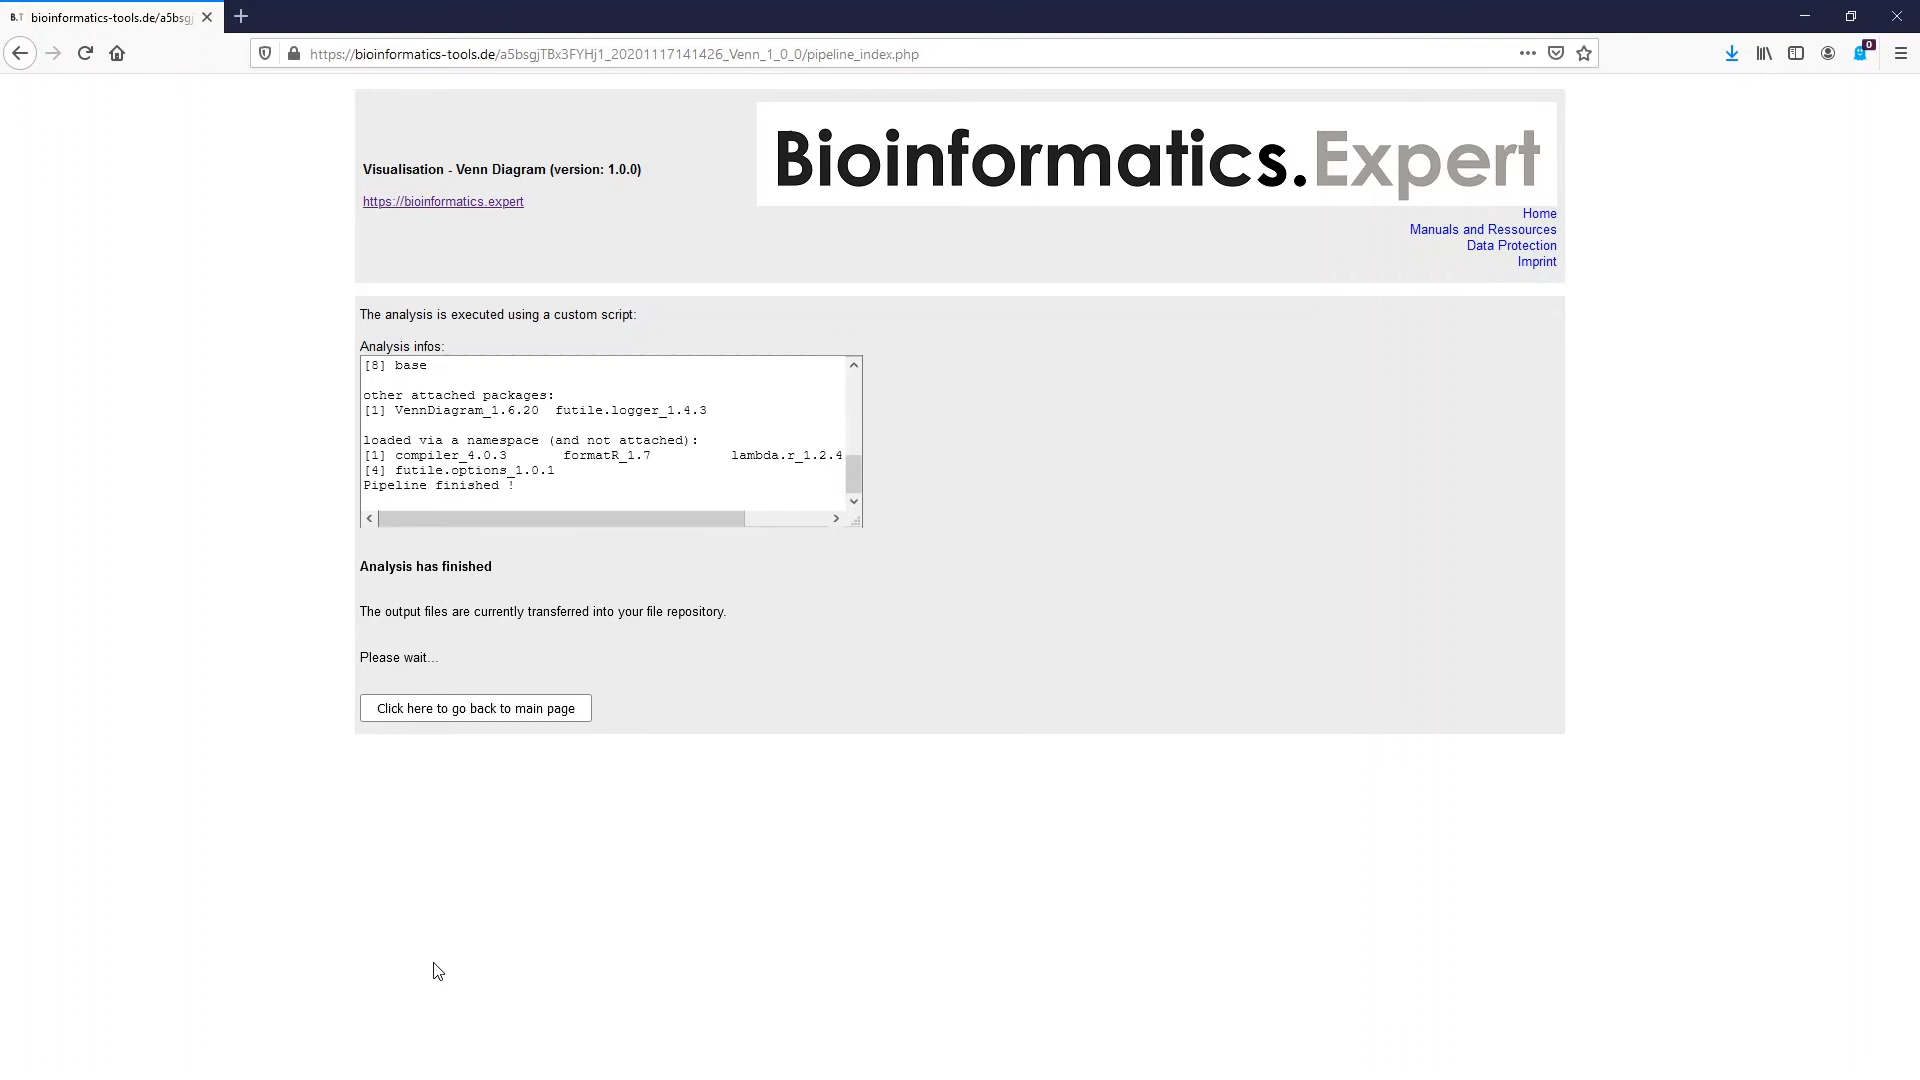 B.T bioinformatics-tools.de/a5bsgj
https://bioinformatics-tools.de/a5bsgjTBx3FYHj1_20201117141426_Venn_1_0_0/pipeline_index.php
0
Bioinformatics.Expert
Visualisation - Venn Diagram (version: 1.0.0)
https://bioinformatics.expert
Home
Manuals and Ressources
Data Protection
Imprint
The analysis is executed using a custom script:
Analysis infos:
[8] base
other attached packages:
[1] VennDiagram_1.6.20  futile.logger_1.4.3
loaded via a namespace (and not attached):
[1] compiler_4.0.3       formatR_1.7          lambda.r_1.2.4
[4] futile.options_1.0.1
Pipeline finished !
Analysis has finished
The output files are currently transferred into your file repository.
Please wait...
Click here to go back to main page